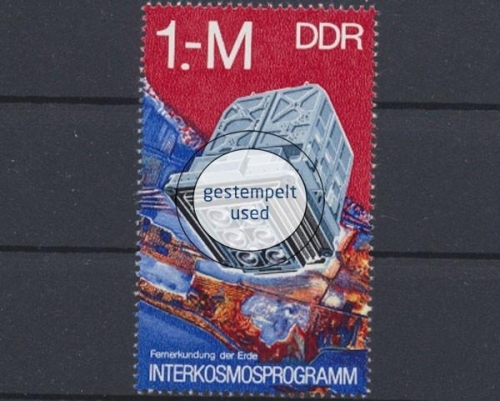 1.-M DDR
gestempelt
used
Fernerkundung der Erde
INTERKOSMOSPROGRAMM